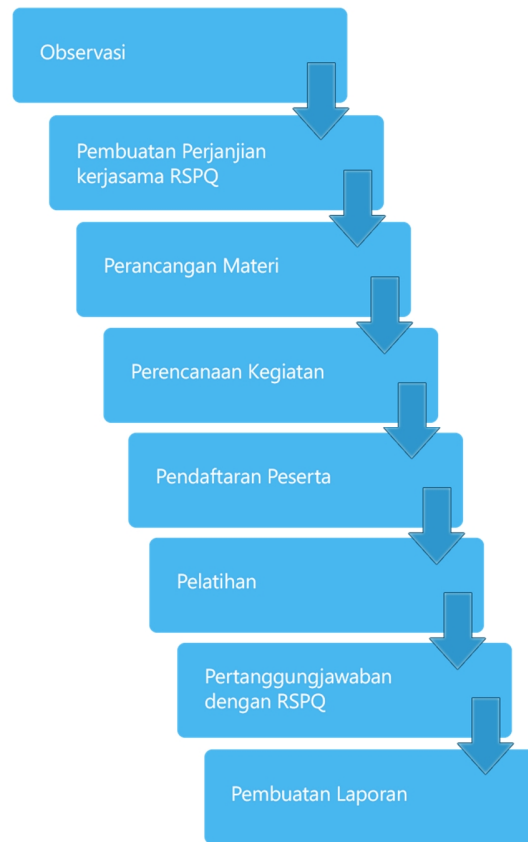 Observasi
Pembuatan Perjanjian
kerjasama RSPQ
Perancangan Materi
Perencanaan Kegiatan
Pendaftaran Peserta
Pelatihan
Pertanggungjawaban
dengan RSPQ
Pembuatan Laporan